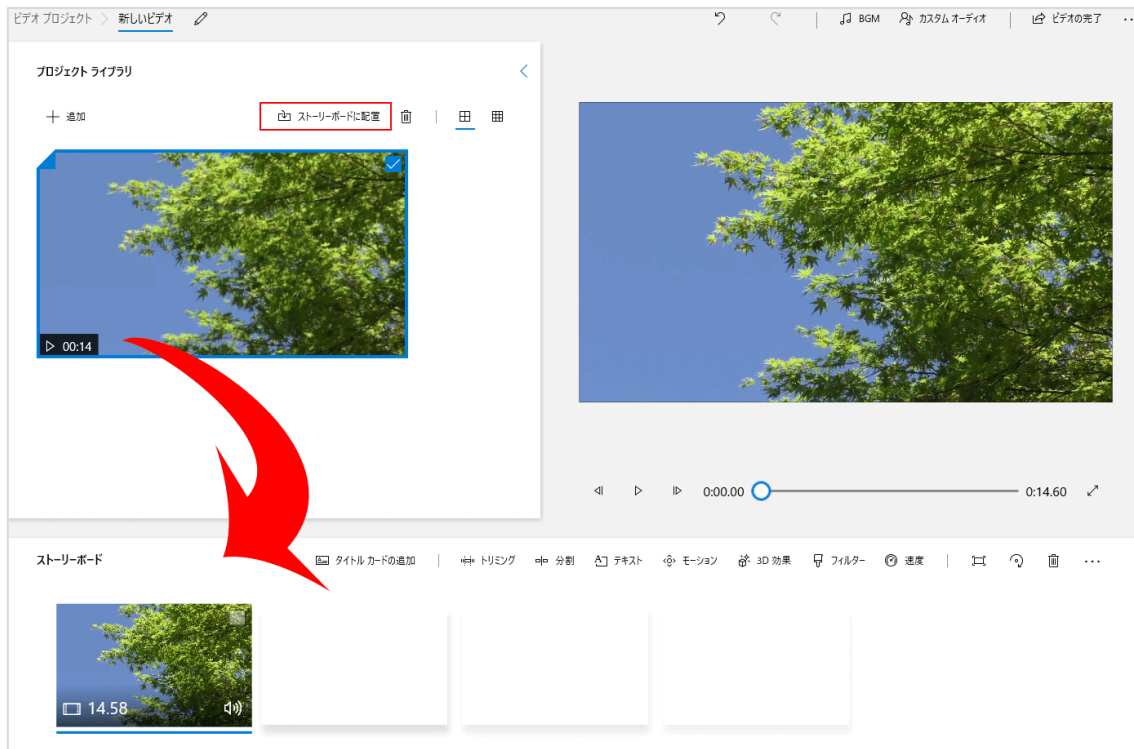 ビデオ プロジェクト > 新しいビデオ
BGM カスタム オーディオ ビデオの完了 ...
プロジェクト ライブラリ
+ 追加 ストーリーボードに配置
00:14
0:00.00 0:14.60
ストーリーボード タイトル カードの追加 トリミング 分割 テキスト モーション 3D 効果 フィルター 速度 ...
14.58